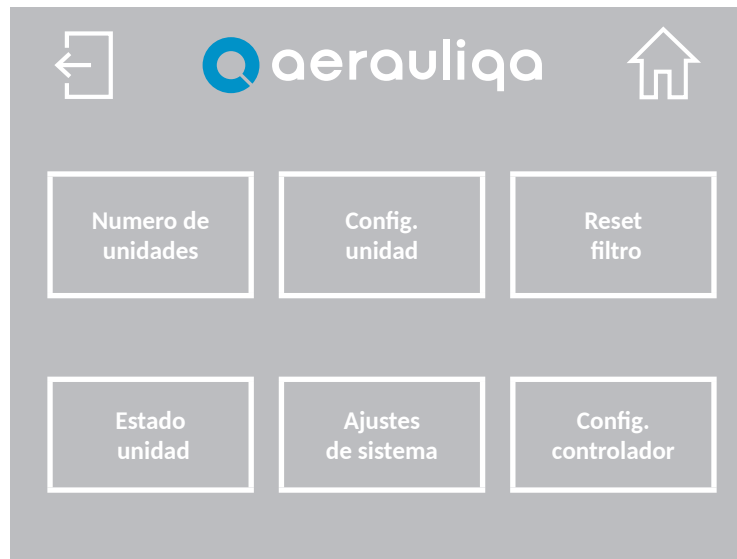 aerauliqa
Numero de
unidades
Config.
unidad
Reset
filtro
Estado
unidad
Ajustes
de sistema
Config.
controlador